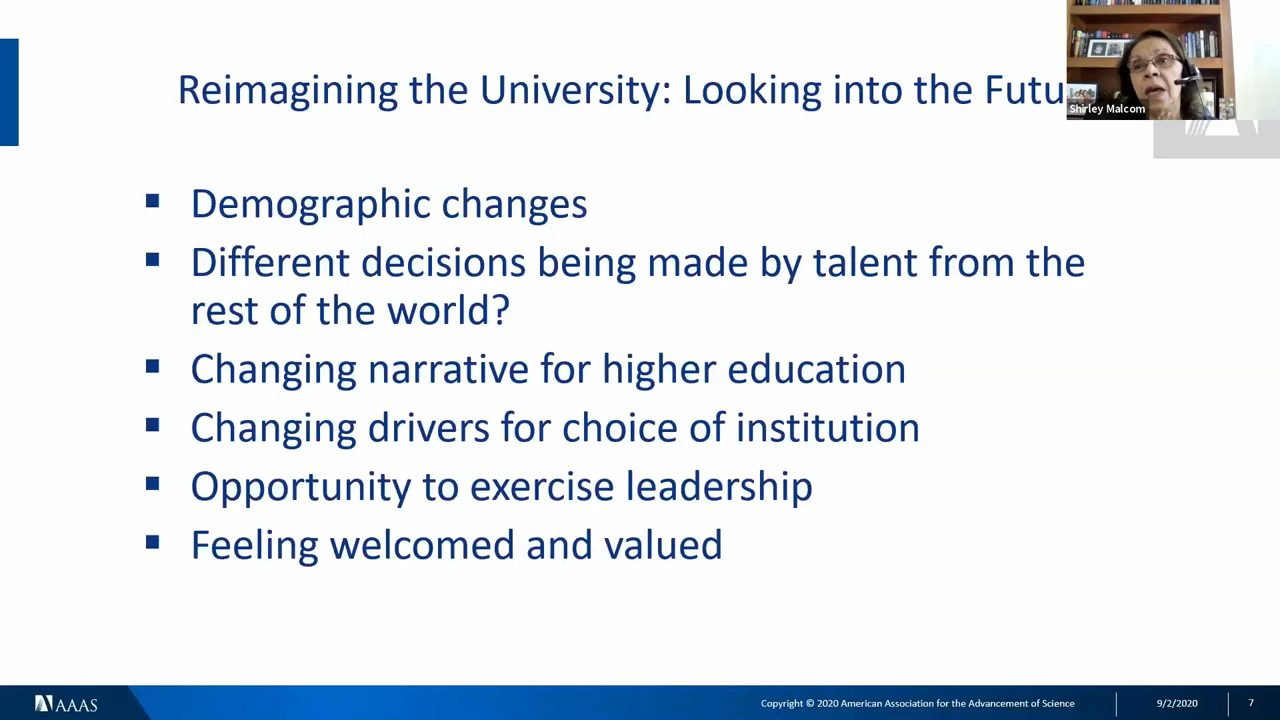 Reimagining the University: Looking into the Futu
Shirley Malcom
▪ Demographic changes
▪ Different decisions being made by talent from the
rest of the world?
▪ Changing narrative for higher education
▪ Changing drivers for choice of institution
▪ Opportunity to exercise leadership
▪ Feeling welcomed and valued
AAAS
Copyright © 2020 American Association for the Advancement of Science
9/2/2020
7